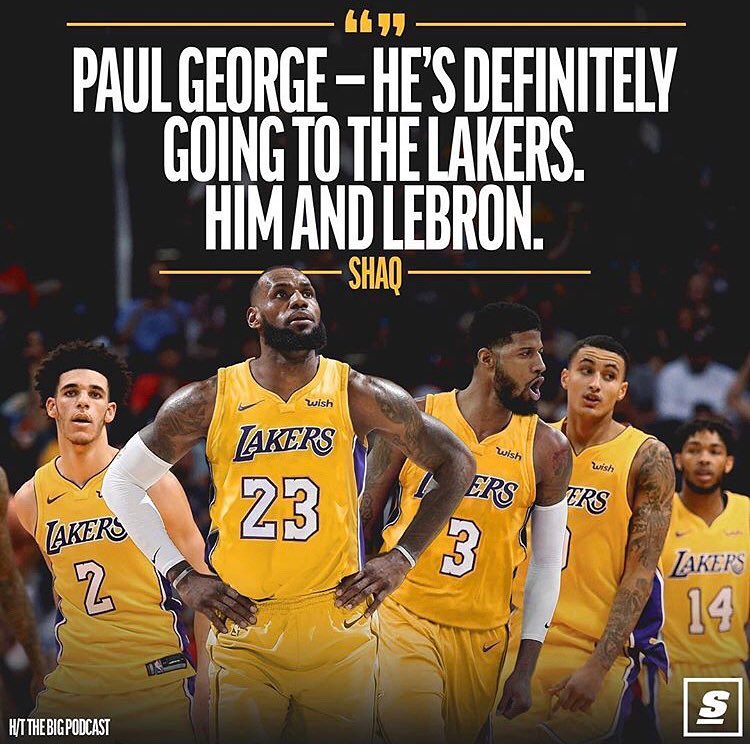 “”
PAUL GEORGE – HE’S DEFINITELY
GOING TO THE LAKERS.
HIM AND LEBRON.
SHAQ
wish
wish
wish
LAKERS
LAKERS
ERS
ERS
LAKERS
2
23
3
14
H/T THE BIG PODCAST
S